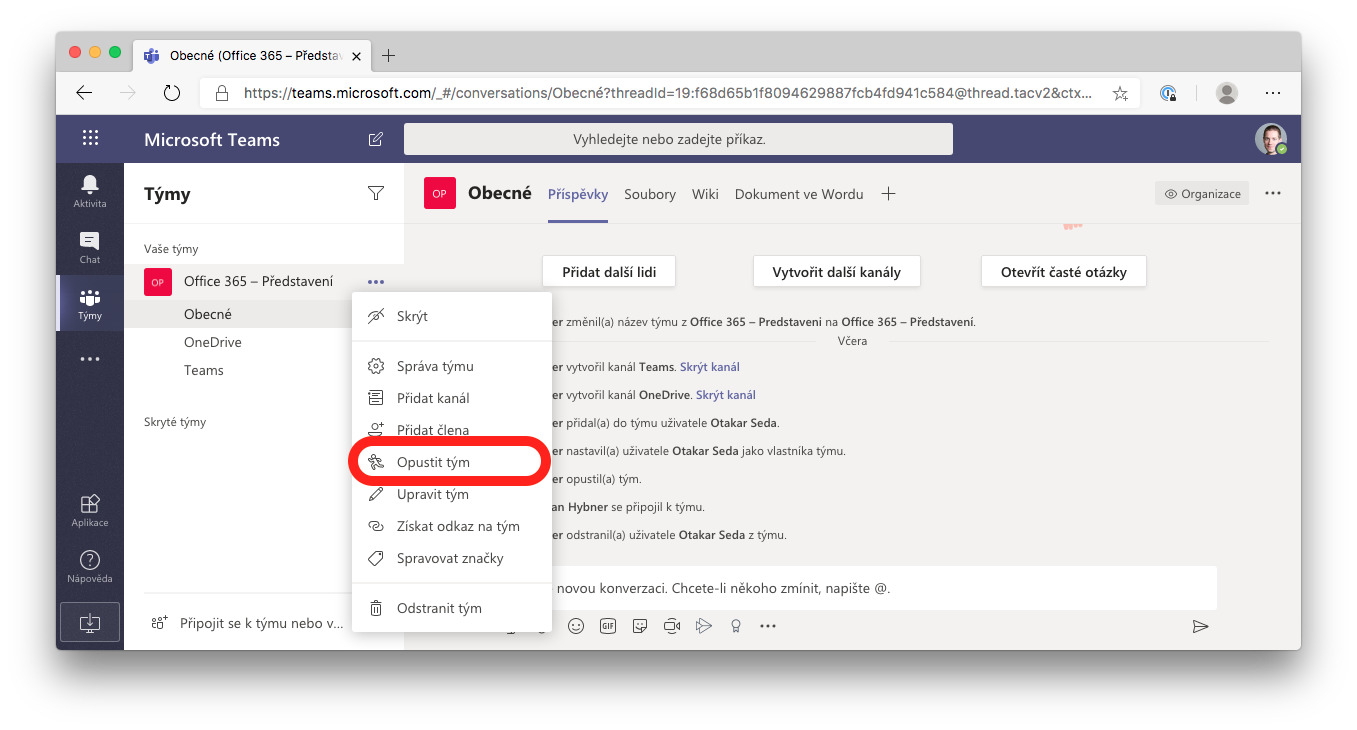 Obecné (Office 365 – Předsta
https://teams.microsoft.com/_#/conversations/Obecné?threadId=19:f68d65b1f8094629887fcb4fd941c584@thread.tacv2&ctx...
Microsoft Teams
Vyhledejte nebo zadejte příkaz.
Aktivita
Chat
Týmy
Aplikace
Nápověda
Týmy
Vaše týmy
OP
Office 365 – Představení
Obecné
OneDrive
Teams
Skryté týmy
Připojit se k týmu nebo v...
Skrýt
Správa týmu
Přidat kanál
Přidat člena
Opustit tým
Upravit tým
Získat odkaz na tým
Spravovat značky
Odstranit tým
OP
Obecné
Příspěvky
Soubory
Wiki
Dokument ve Wordu
Organizace
Přidat další lidi
Vytvořit další kanály
Otevřít časté otázky
er změnil(a) název týmu z Office 365 – Predstaveni na Office 365 – Představení.
Včera
er vytvořil kanál Teams. Skrýt kanál
er vytvořil kanál OneDrive. Skrýt kanál
er přidal(a) do týmu uživatele Otakar Seda.
er nastavil(a) uživatele Otakar Seda jako vlastníka týmu.
er opustil(a) tým.
an Hybner se připojil k týmu.
er odstranil(a) uživatele Otakar Seda z týmu.
novou konverzaci. Chcete-li někoho zmínit, napište @.
GIF